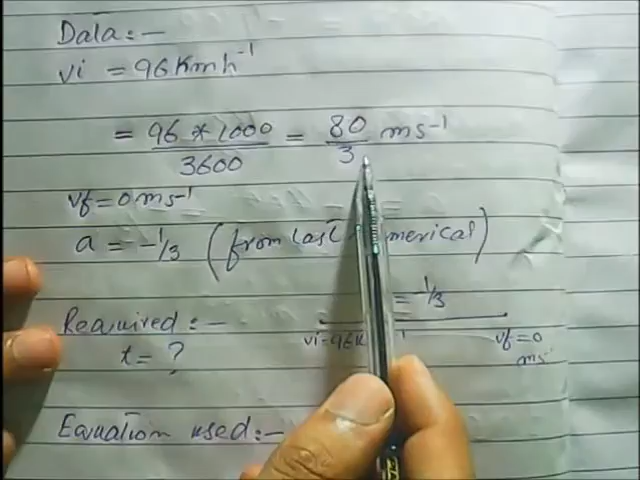 Data:-
vi = 96 Kmh⁻¹
= 96 * 1000 / 3600 = 80 / 3 ms⁻¹
vf = 0 ms⁻¹
a = -1/3 (from last
= -1/3
Required:-
vf = 0
ms⁻¹
t = ?
Equation used:-